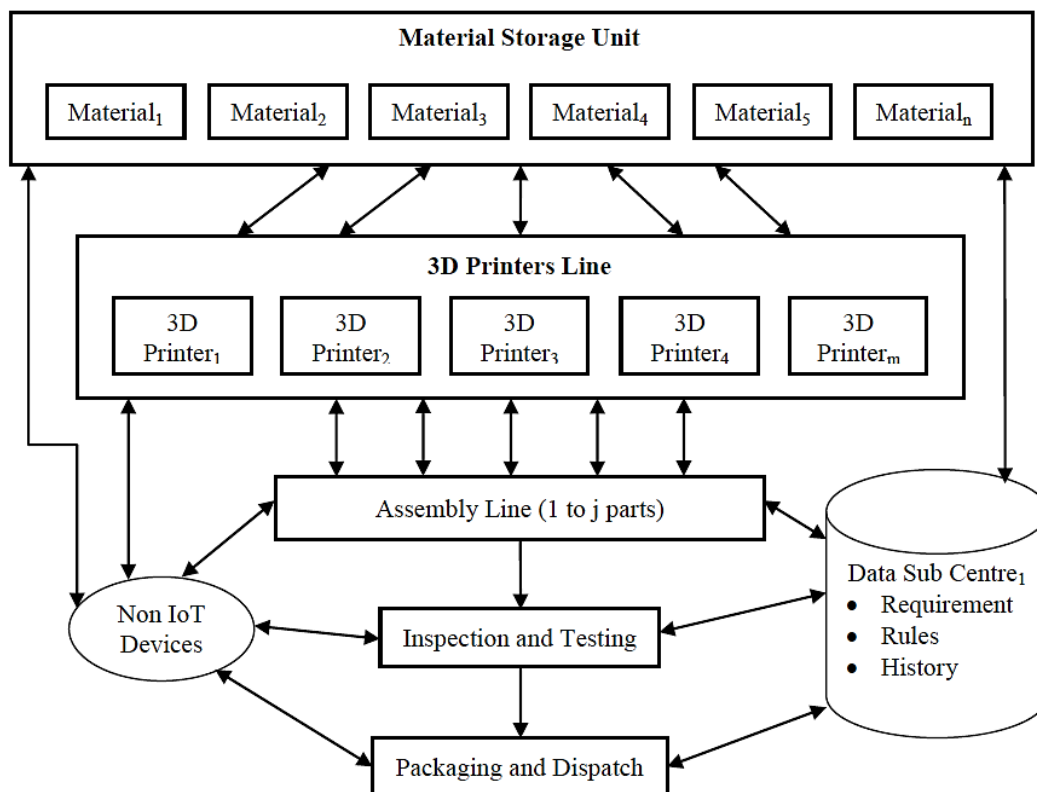 Material Storage Unit
Material₁ Material₂ Material₃ Material₄ Material₅ Materialₙ
3D Printers Line
3D 3D 3D 3D 3D
Printer₁ Printer₂ Printer₃ Printer₄ Printerₘ
Assembly Line (1 to j parts)
Data Sub Centre₁
• Requirement
• Rules
• History
Non IoT
Devices
Inspection and Testing
Packaging and Dispatch